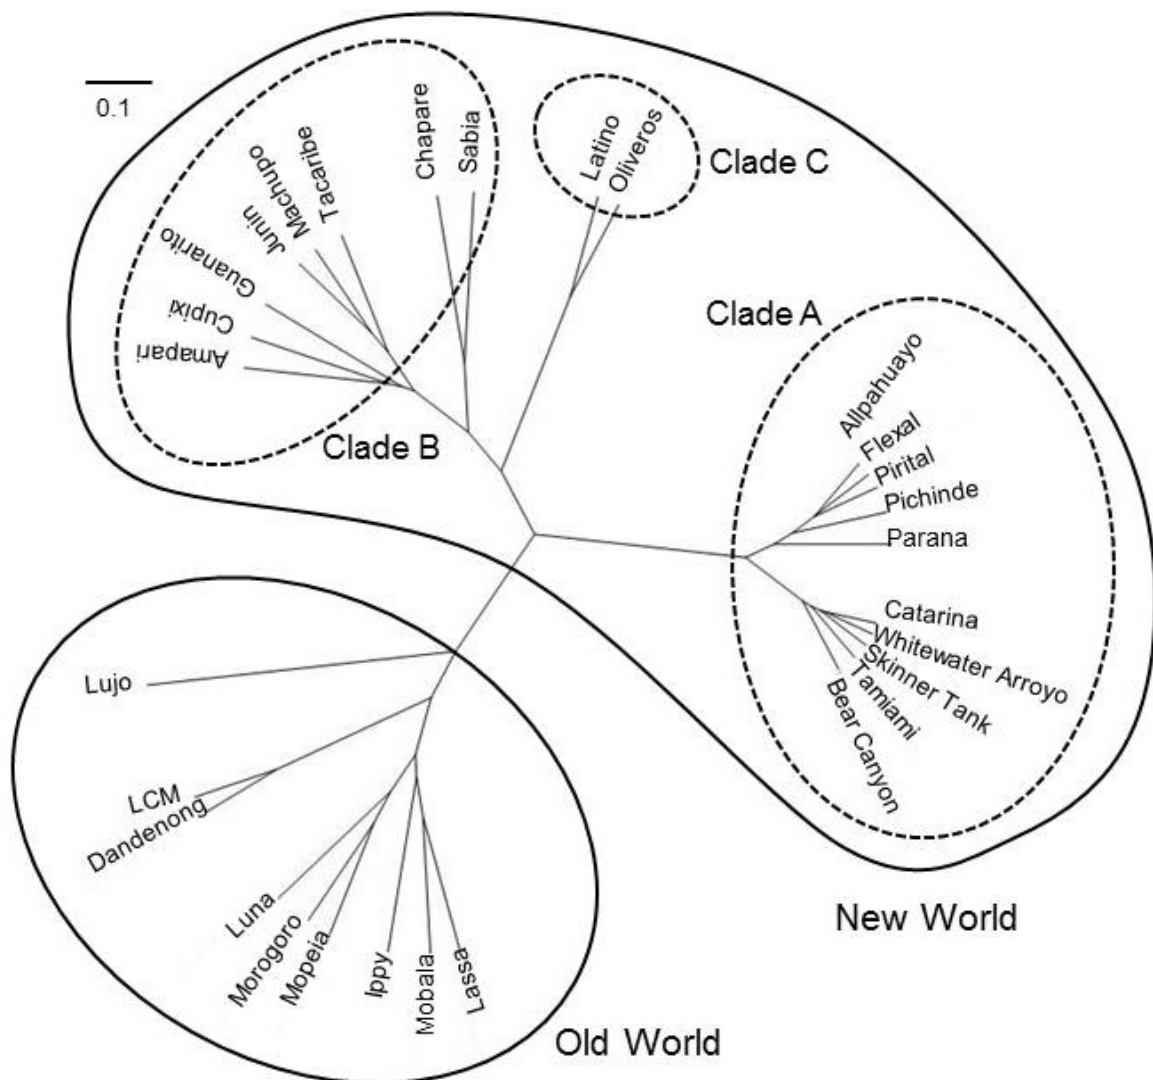 0.1
Chapare
Sabia
Tacaribe
Machupo
Junin
Guanarito
Cupixi
Amapari
Clade B
Latino
Oliveros
Clade C
Clade A
Allpahuayo
Flexal
Pirital
Pichinde
Parana
Catarina
Whitewater Arroyo
Skinner Tank
Tamiami
Bear Canyon
New World
Lujo
LCM
Dandenong
Luna
Morogoro
Mopeia
Ippy
Mobala
Lassa
Old World